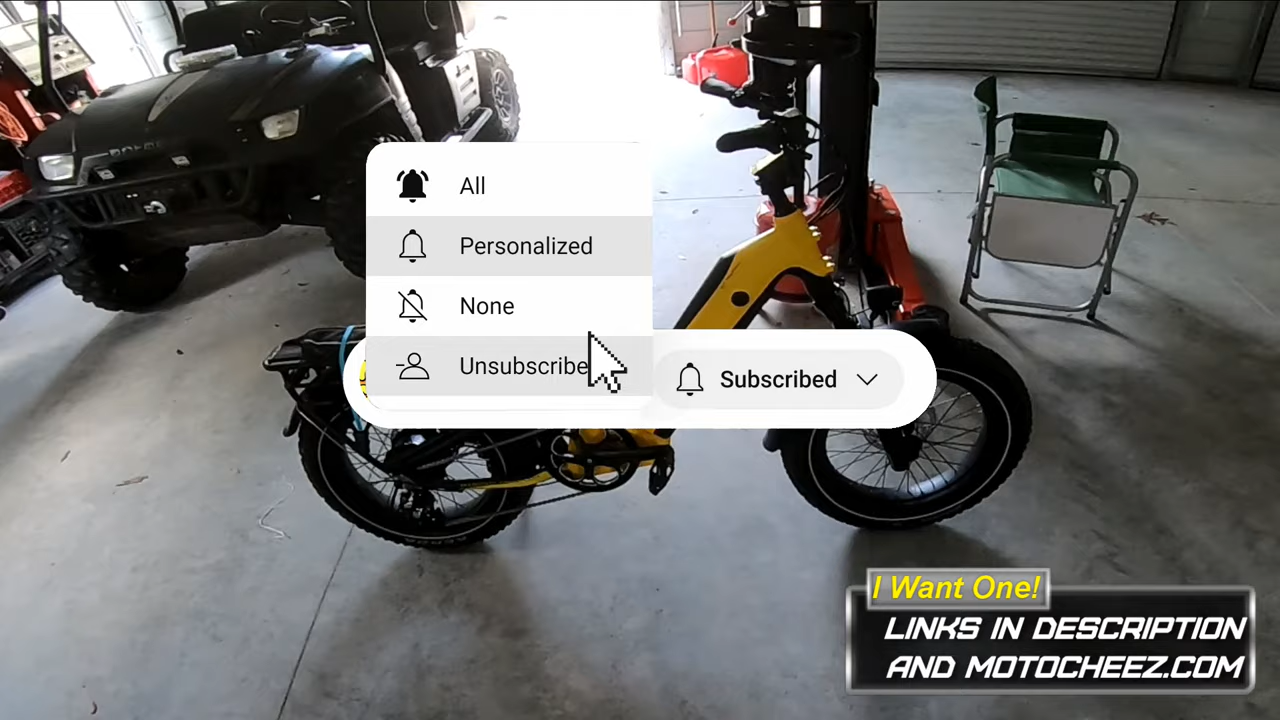 All
Personalized
None
Unsubscribe
Subscribed
I Want One!
LINKS IN DESCRIPTION
AND MOTOCHEEZ.COM